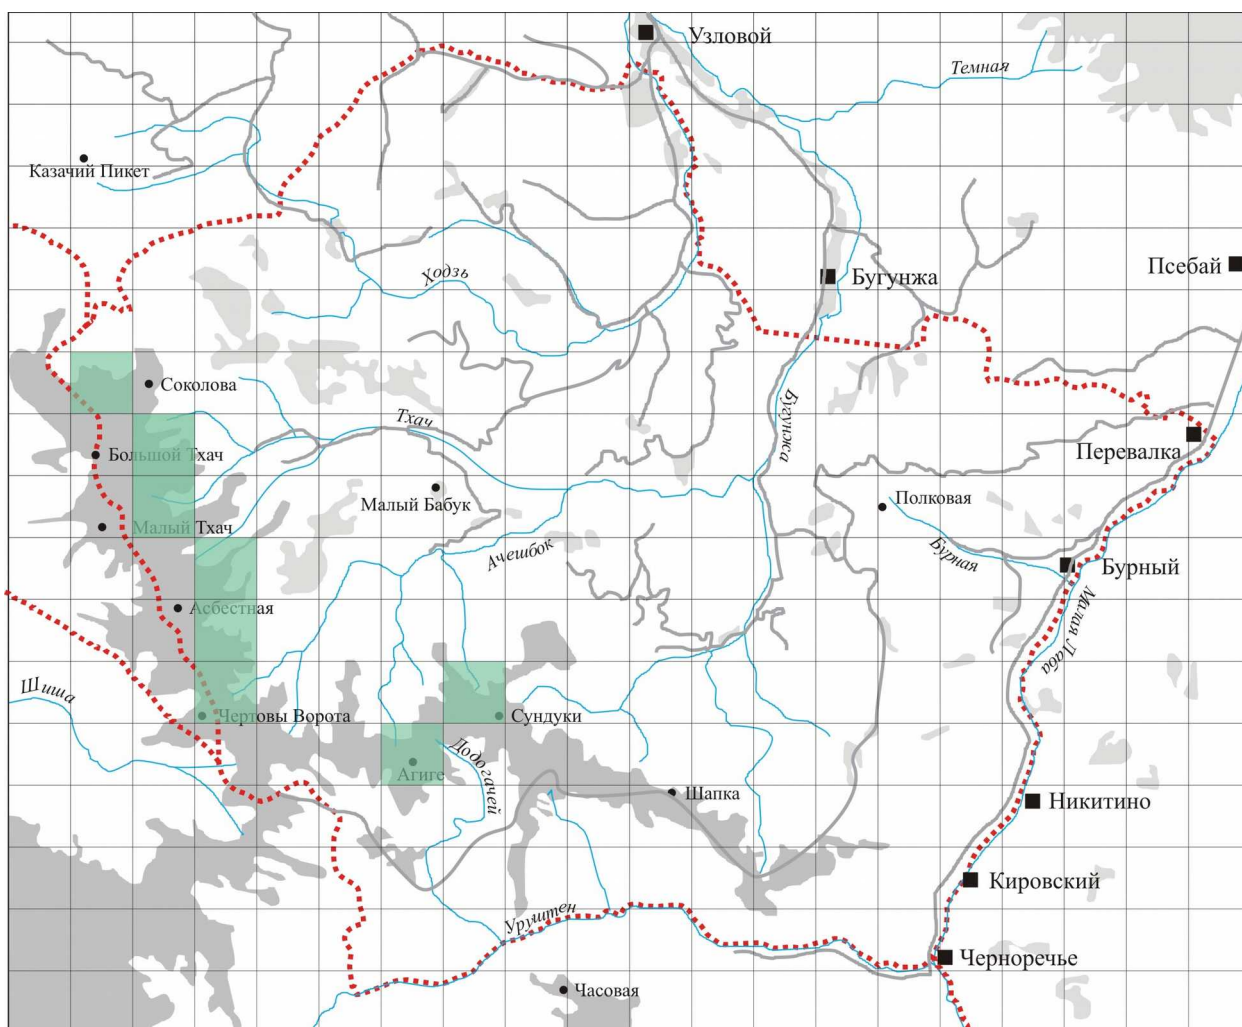 Узловой
Темная
Казачий Пикет
Ходзь
Бугунжа
Псебай
Соколова
Бугунжа
Тхач
Большой Тхач
Перевалка
Малый Бабук
Полковая
Малый Тхач
Ачешбок
Бурная
Бурный
Асбестная
Малая Лаба
Шиша
Чертовы Ворота
Сундуки
Додогачей
Агиге
Шапка
Никитино
Кировский
Уруштен
Черноречье
Часовая